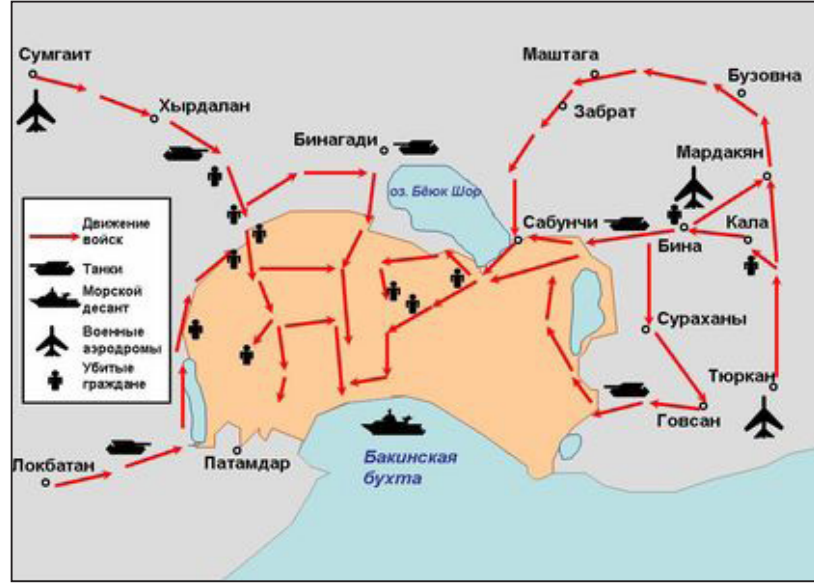 Сумгаит
Хырдалан
Бинагади
оз. Бёюк Шор
Маштага
Забрат
Бузовна
Мардакян
Сабунчи
Кала
Бина
Сураханы
Тюркан
Говсан
Движение
войск
Танки
Морской
десант
Военные
аэродромы
Убитые
граждане
Локбатан
Патамдар
Бакинская
бухта